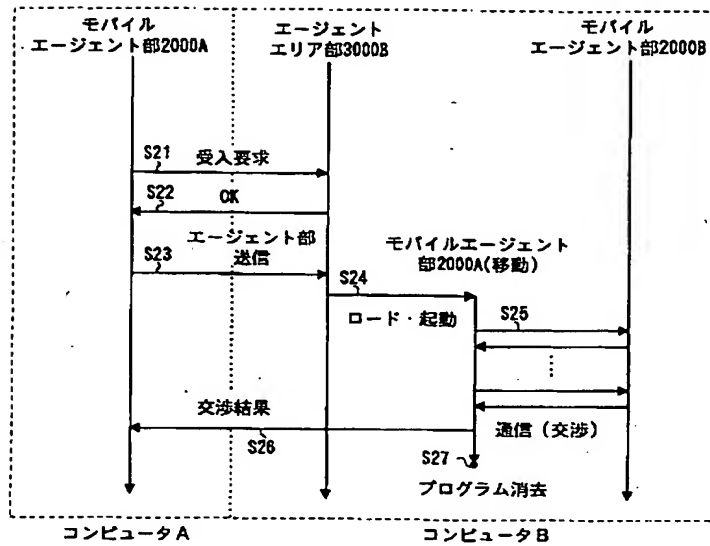 モバイル
エージェント部2000A
エージェント
エリア部3000B
モバイル
エージェント部2000B
S21
受入要求
S22
OK
S23
エージェント部
送信
モバイルエージェント
部2000A(移動)
S24
ロード・起動
S25
交渉結果
S26
通信(交渉)
S27
プログラム消去
コンピュータA
コンピュータB